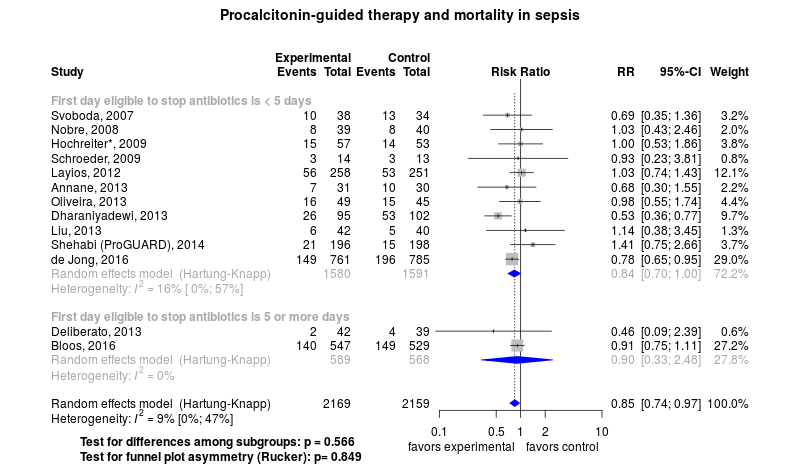 Procalcitonin-guided therapy and mortality in sepsis
Experimental Control
Study Events Total Events Total Risk Ratio RR 95%-CI Weight
First day eligible to stop antibiotics is < 5 days
Svoboda, 2007 10 38 13 34 0.69 [0.35; 1.36] 3.2%
Nobre, 2008 8 39 8 40 1.03 [0.43; 2.46] 2.0%
Hochreiter*, 2009 15 57 14 53 1.00 [0.53; 1.86] 3.8%
Schroeder, 2009 3 14 3 13 0.93 [0.23; 3.81] 0.8%
Layios, 2012 56 258 53 251 1.03 [0.74; 1.43] 12.1%
Annane, 2013 7 31 10 30 0.68 [0.30; 1.55] 2.2%
Oliveira, 2013 16 49 15 45 0.98 [0.55; 1.74] 4.4%
Dharaniyadewi, 2013 26 95 53 102 0.53 [0.36; 0.77] 9.7%
Liu, 2013 6 42 5 40 1.14 [0.38; 3.45] 1.3%
Shehabi (ProGUARD), 2014 21 196 15 198 1.41 [0.75; 2.66] 3.7%
de Jong, 2016 149 761 196 785 0.78 [0.65; 0.95] 29.0%
Random effects model (Hartung-Knapp) 1580 1591 0.84 [0.70; 1.00] 72.2%
Heterogeneity: I² = 16% [ 0%; 57%]
First day eligible to stop antibiotics is 5 or more days
Deliberato, 2013 2 42 4 39 0.46 [0.09; 2.39] 0.6%
Bloos, 2016 140 547 149 529 0.91 [0.75; 1.11] 27.2%
Random effects model (Hartung-Knapp) 589 568 0.90 [0.33; 2.48] 27.8%
Heterogeneity: I² = 0%
Random effects model (Hartung-Knapp) 2169 2159 0.85 [0.74; 0.97] 100.0%
Heterogeneity: I² = 9% [0%; 47%]
0.1 0.5 1 2 10
Test for differences among subgroups: p = 0.566
favors experimental favors control
Test for funnel plot asymmetry (Rucker): p= 0.849